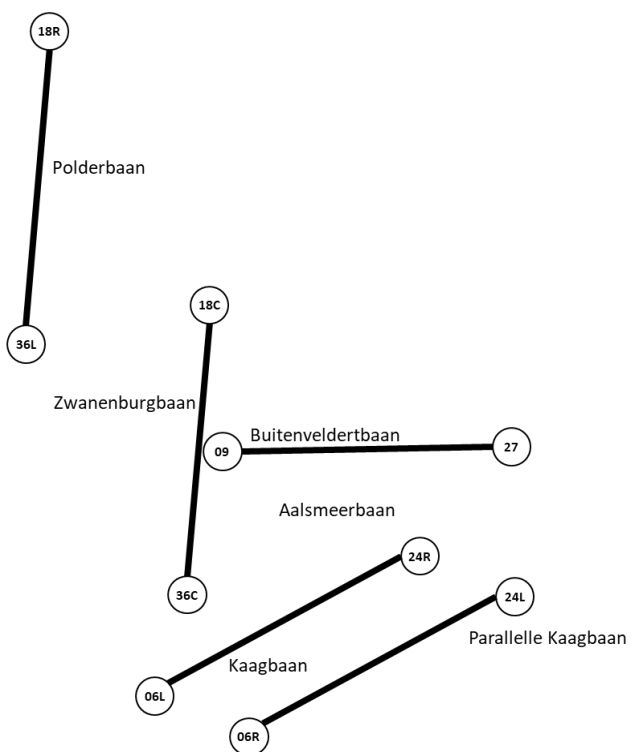 18R
Polderbaan
18C
36L
Zwanenburgbaan
Buitenveldertbaan
09
27
Aalsmeerbaan
24R
36C
24L
Parallelle Kaagbaan
Kaagbaan
06L
06R